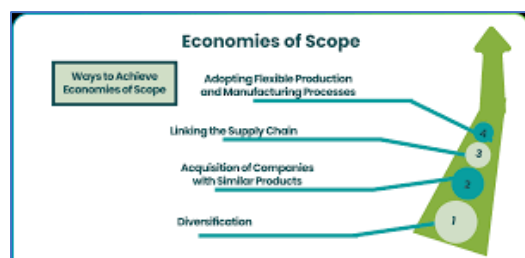 Economies of Scope
Ways to Achieve
Economies of Scope
Adopting Flexible Production
and Manufacturing Processes
4
Linking the Supply Chain
3
Acquisition of Companies
with Similar Products
2
Diversification
1